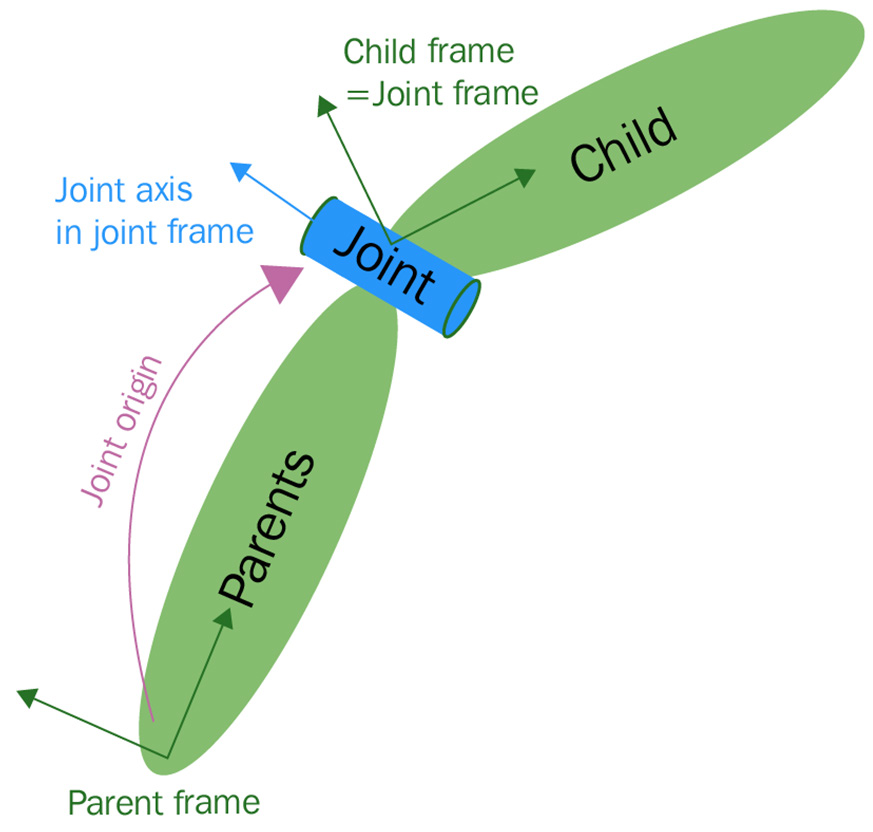 Child frame
=Joint frame
Child
Joint axis
in joint frame
Joint
Joint origin
Parents
Parent frame